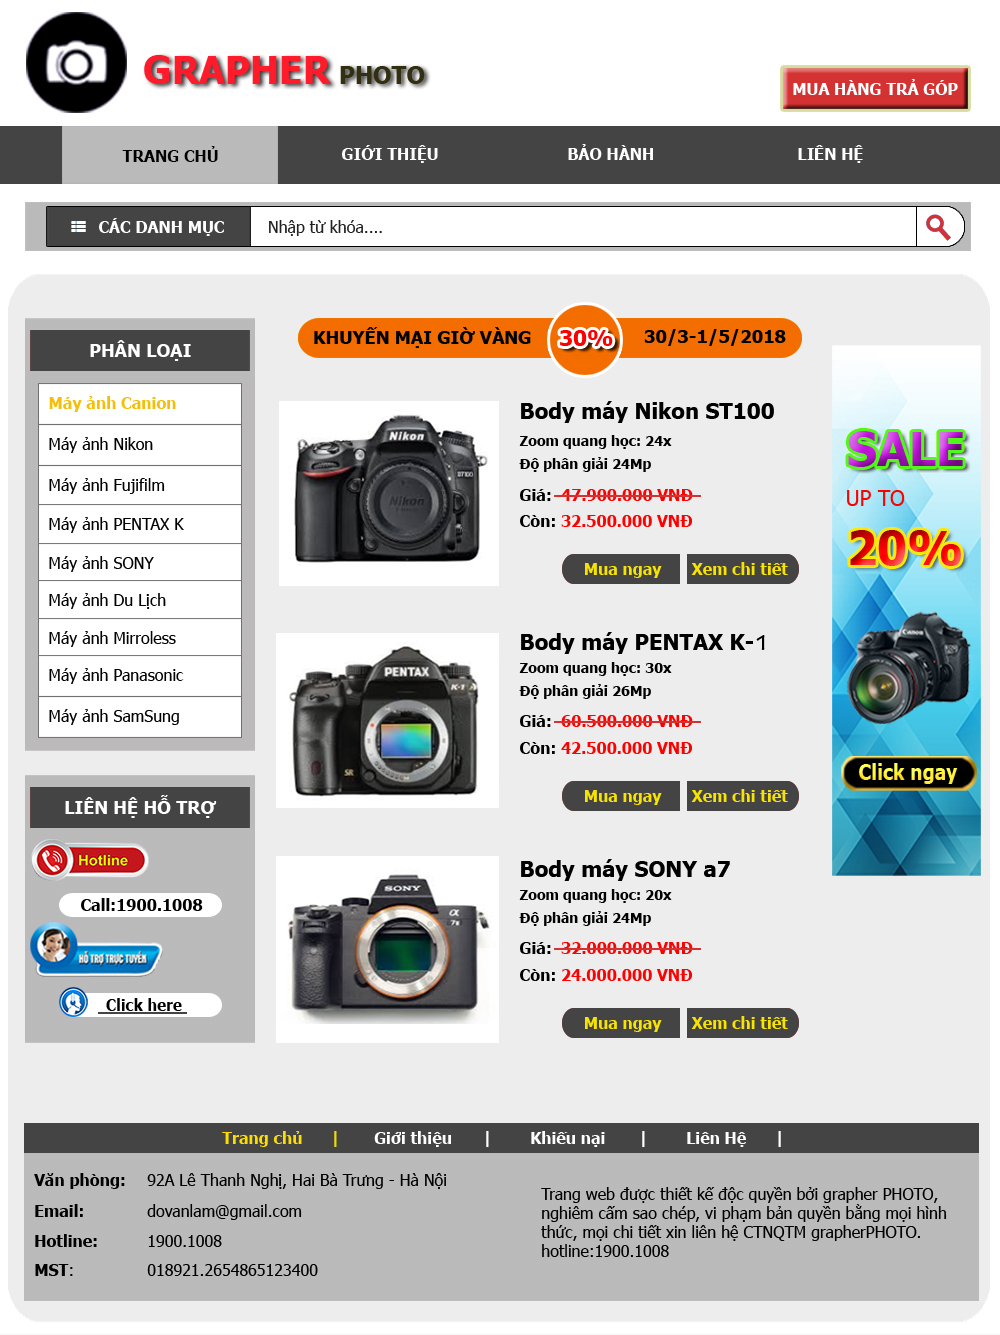 GRAPHER PHOTO
MUA HÀNG TRẢ GÓP
TRANG CHỦ
GIỚI THIỆU
BẢO HÀNH
LIÊN HỆ
CÁC DANH MỤC
Nhập từ khóa....
PHÂN LOẠI
Máy ảnh Canion
Máy ảnh Nikon
Máy ảnh Fujifilm
Máy ảnh PENTAX K
Máy ảnh SONY
Máy ảnh Du Lịch
Máy ảnh Mirroless
Máy ảnh Panasonic
Máy ảnh SamSung
LIÊN HỆ HỖ TRỢ
Hotline
Call:1900.1008
HỖ TRỢ TRỰC TUYẾN
Click here
KHUYẾN MẠI GIỜ VÀNG
30%
30/3-1/5/2018
Nikon
ST100
Nikon
Body máy Nikon ST100
Zoom quang học: 24x
Độ phân giải 24Mp
Giá: 47.900.000 VNĐ
Còn: 32.500.000 VNĐ
Mua ngay
Xem chi tiết
PENTAX
K-1
SR
Body máy PENTAX K-1
Zoom quang học: 30x
Độ phân giải 26Mp
Giá: 60.500.000 VNĐ
Còn: 42.500.000 VNĐ
Mua ngay
Xem chi tiết
SONY
α
7II
Body máy SONY a7
Zoom quang học: 20x
Độ phân giải 24Mp
Giá: 32.000.000 VNĐ
Còn: 24.000.000 VNĐ
Mua ngay
Xem chi tiết
SALE
UP TO
20%
Canon
Click ngay
Trang chủ |
Giới thiệu |
Khiếu nại |
Liên Hệ |
Văn phòng: 92A Lê Thanh Nghị, Hai Bà Trưng - Hà Nội
Email: dovanlam@gmail.com
Hotline: 1900.1008
MST: 018921.2654865123400
Trang web được thiết kế độc quyền bởi grapher PHOTO,
nghiêm cấm sao chép, vi phạm bản quyền bằng mọi hình
thức, mọi chi tiết xin liên hệ CTNQTM grapherPHOTO.
hotline:1900.1008